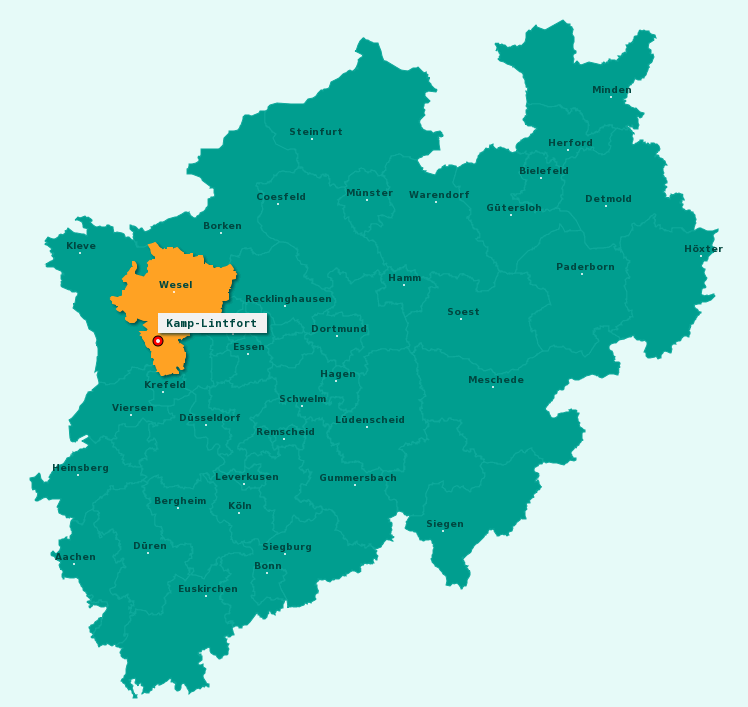 Minden
Steinfurt
Herford
Bielefeld
Coesfeld
Münster
Warendorf
Detmold
Gütersloh
Borken
Kleve
Höxter
Paderborn
Hamm
Wesel
Recklinghausen
Soest
Kamp-Lintfort
Dortmund
Essen
Hagen
Meschede
Krefeld
Schwelm
Viersen
Düsseldorf
Lüdenscheid
Remscheid
Heinsberg
Leverkusen
Gummersbach
Bergheim
Köln
Siegen
Düren
Siegburg
Aachen
Bonn
Euskirchen